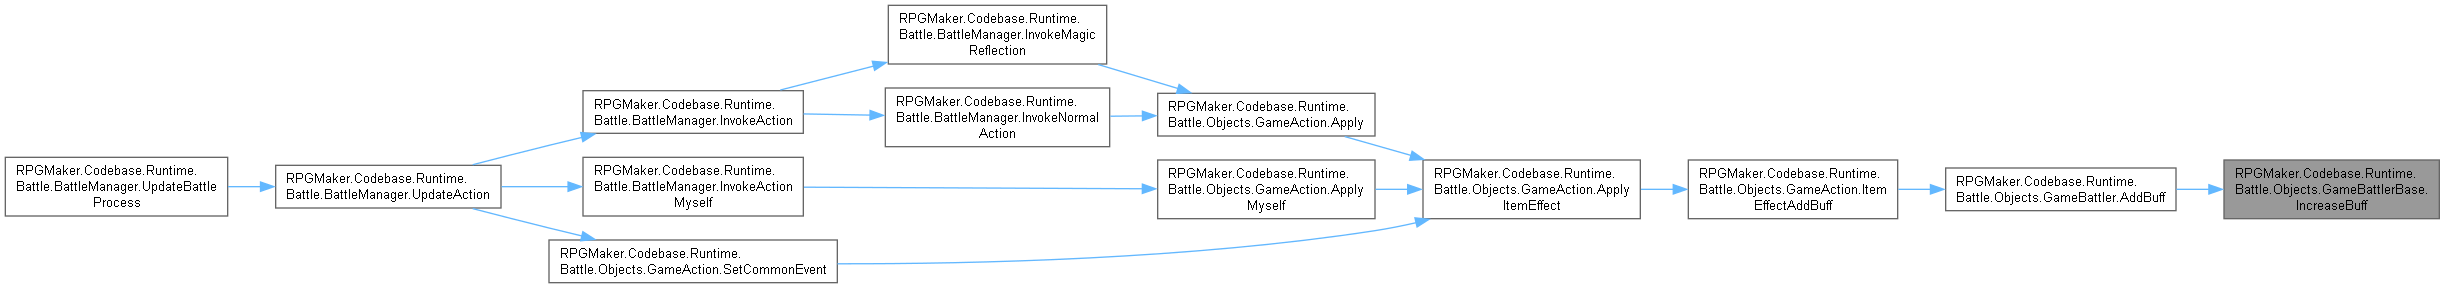 RPGMaker.Codebase.Runtime.
Battle.BattleManager.UpdateBattle
Process
RPGMaker.Codebase.Runtime.
Battle.BattleManager.UpdateAction
RPGMaker.Codebase.Runtime.
Battle.BattleManager.InvokeAction
RPGMaker.Codebase.Runtime.
Battle.BattleManager.InvokeAction
Myself
RPGMaker.Codebase.Runtime.
Battle.Objects.GameAction.SetCommonEvent
RPGMaker.Codebase.Runtime.
Battle.BattleManager.InvokeMagic
Reflection
RPGMaker.Codebase.Runtime.
Battle.BattleManager.InvokeNormal
Action
RPGMaker.Codebase.Runtime.
Battle.Objects.GameAction.Apply
RPGMaker.Codebase.Runtime.
Battle.Objects.GameAction.Apply
Myself
RPGMaker.Codebase.Runtime.
Battle.Objects.GameAction.Apply
ItemEffect
RPGMaker.Codebase.Runtime.
Battle.Objects.GameAction.Item
EffectAddBuff
RPGMaker.Codebase.Runtime.
Battle.Objects.GameBattler.AddBuff
RPGMaker.Codebase.Runtime.
Battle.Objects.GameBattlerBase.
IncreaseBuff